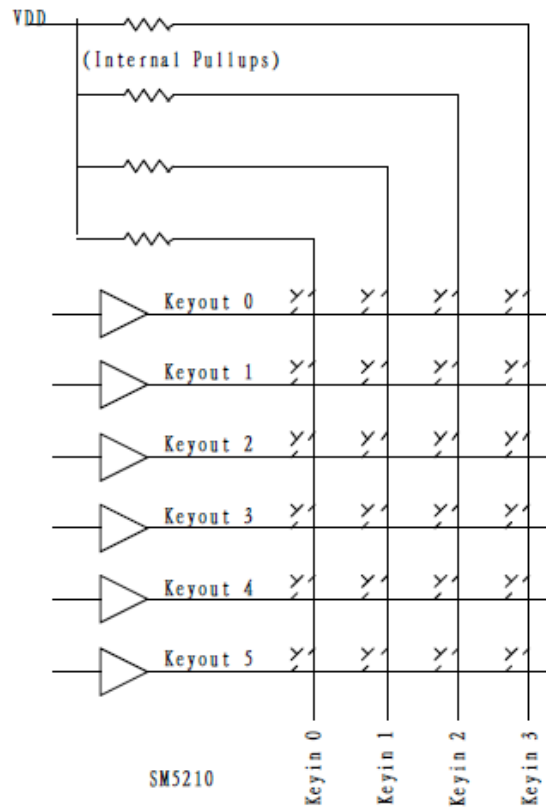 VDD
(Internal Pullups)
Keyout 0
Keyout 1
Keyout 2
Keyout 3
Keyout 4
Keyout 5
Keyin 0
Keyin 1
Keyin 2
Keyin 3
SM5210